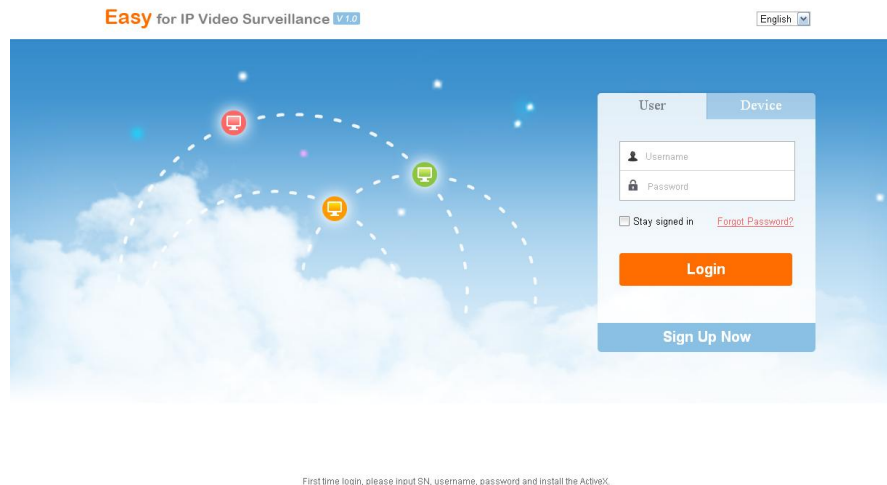 Easy for IP Video Surveillance V 1.0
English
User
Device
Username
Password
Stay signed in
Forgot Password?
Login
Sign Up Now
First time login, please input SN, username, password and install the ActiveX.